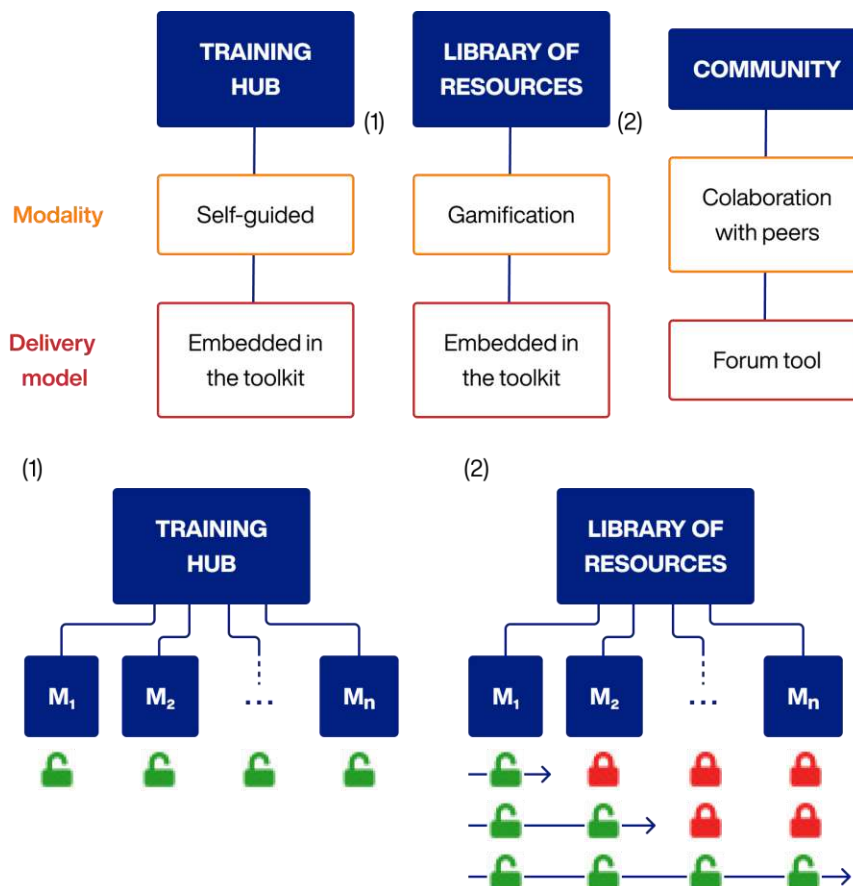 TRAINING
HUB
(1)
LIBRARY OF
RESOURCES
(2)
COMMUNITY
Modality
Self-guided
Gamification
Colaboration
with peers
Delivery
model
Embedded in
the toolkit
Embedded in
the toolkit
Forum tool
(1)
TRAINING
HUB
M₁
M₂
...
Mn
(2)
LIBRARY OF
RESOURCES
M₁
M₂
...
Mn